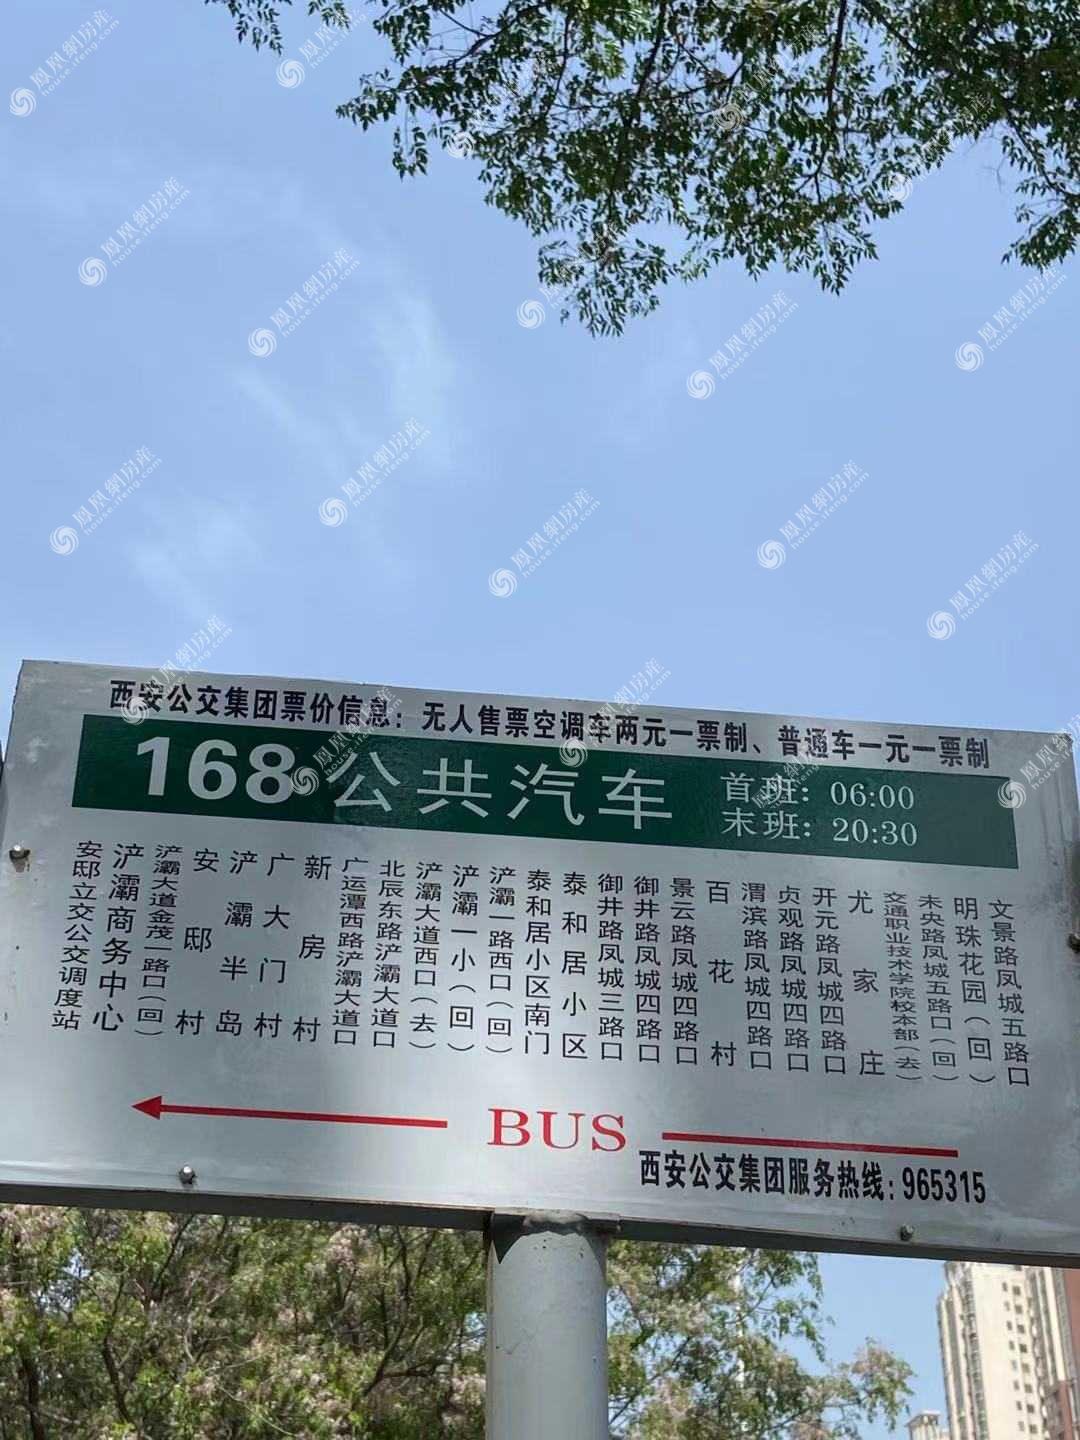 西安公交集团票价信息：无人售票空调车两元一票制、普通车一元一票制
168公共汽车
首班：06:00
末班：20:30
安邸立交公交调度站
浐灞商务中心
浐灞大道金茂一路口（回）
安邸村
浐灞半岛
广大门村
新房村
广运潭西路浐灞大道口
北辰东路浐灞大道口
浐灞大道西口（去）
浐灞一小（回）
浐灞一路西口（回）
泰和居小区南门
泰和居小区
御井路凤城三路口
御井路凤城四路口
景云路凤城四路口
百花村
渭滨路凤城四路口
贞观路凤城四路口
开元路凤城四路口
尤家庄
交通职业技术学院校本部（去）
未央路凤城五路口（回）
明珠花园（回）
文景路凤城五路口
BUS
西安公交集团服务热线：965315
鳳凰網房産
house.ifeng.com